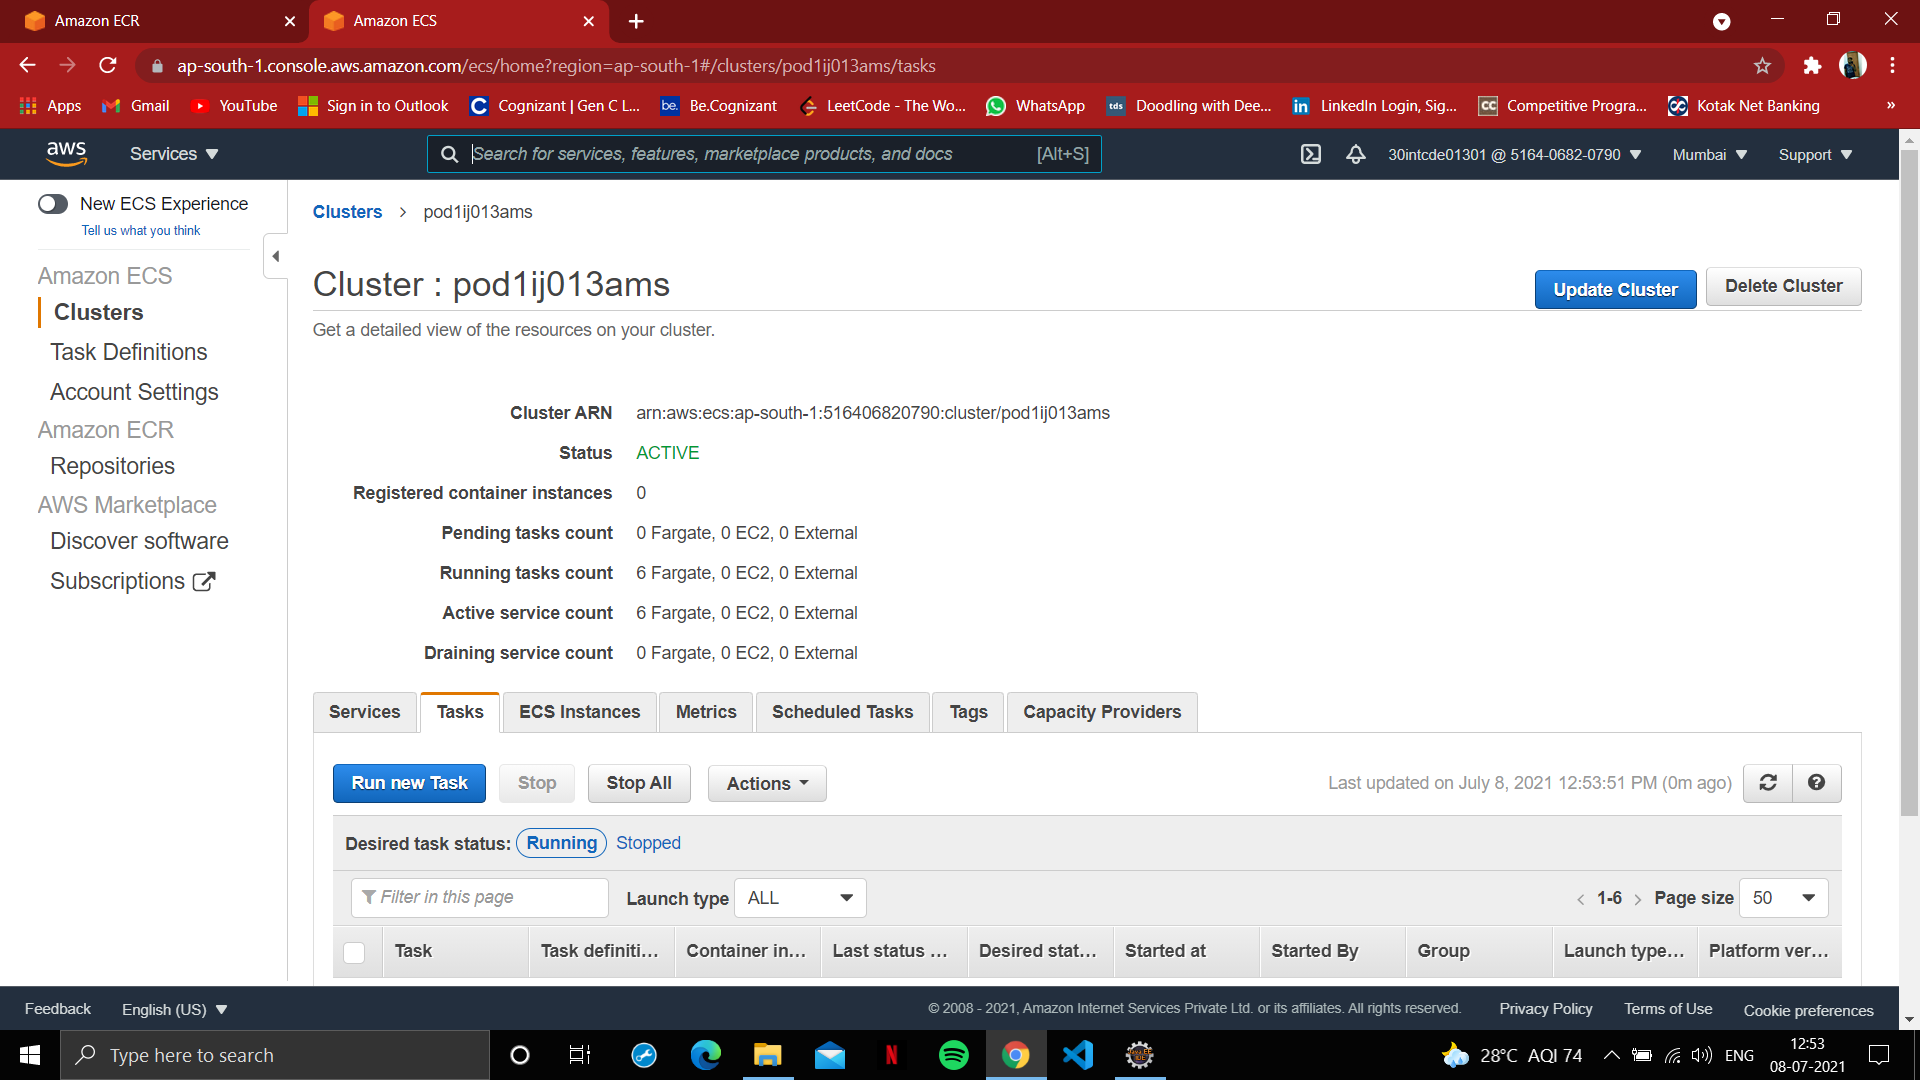 Amazon ECR
Amazon ECS
ap-south-1.console.aws.amazon.com/ecs/home?region=ap-south-1#/clusters/pod1ij013ams/tasks
Apps
Gmail
YouTube
Sign in to Outlook
Cognizant | Gen C L...
be.
Be.Cognizant
LeetCode - The Wo...
WhatsApp
tds
Doodling with Dee...
in
LinkedIn Login, Sig...
CC
Competitive Progra...
Kotak Net Banking
»
aws
Services
Search for services, features, marketplace products, and docs
[Alt+S]
30intcde01301 @ 5164-0682-0790
Mumbai
Support
New ECS Experience
Tell us what you think
Amazon ECS
Clusters
Task Definitions
Account Settings
Amazon ECR
Repositories
AWS Marketplace
Discover software
Subscriptions
Clusters > pod1ij013ams
Cluster : pod1ij013ams
Update Cluster
Delete Cluster
Get a detailed view of the resources on your cluster.
Cluster ARN arn:aws:ecs:ap-south-1:516406820790:cluster/pod1ij013ams
Status ACTIVE
Registered container instances 0
Pending tasks count 0 Fargate, 0 EC2, 0 External
Running tasks count 6 Fargate, 0 EC2, 0 External
Active service count 6 Fargate, 0 EC2, 0 External
Draining service count 0 Fargate, 0 EC2, 0 External
Services
Tasks
ECS Instances
Metrics
Scheduled Tasks
Tags
Capacity Providers
Run new Task
Stop
Stop All
Actions
Last updated on July 8, 2021 12:53:51 PM (0m ago)
Desired task status: Running Stopped
Filter in this page
Launch type ALL
< 1-6 > Page size 50
Task
Task definiti...
Container in...
Last status ...
Desired stat...
Started at
Started By
Group
Launch type...
Platform ver...
Feedback
English (US)
© 2008 - 2021, Amazon Internet Services Private Ltd. or its affiliates. All rights reserved.
Privacy Policy
Terms of Use
Cookie preferences
Type here to search
N
28°C AQI 74
ENG
12:53
08-07-2021